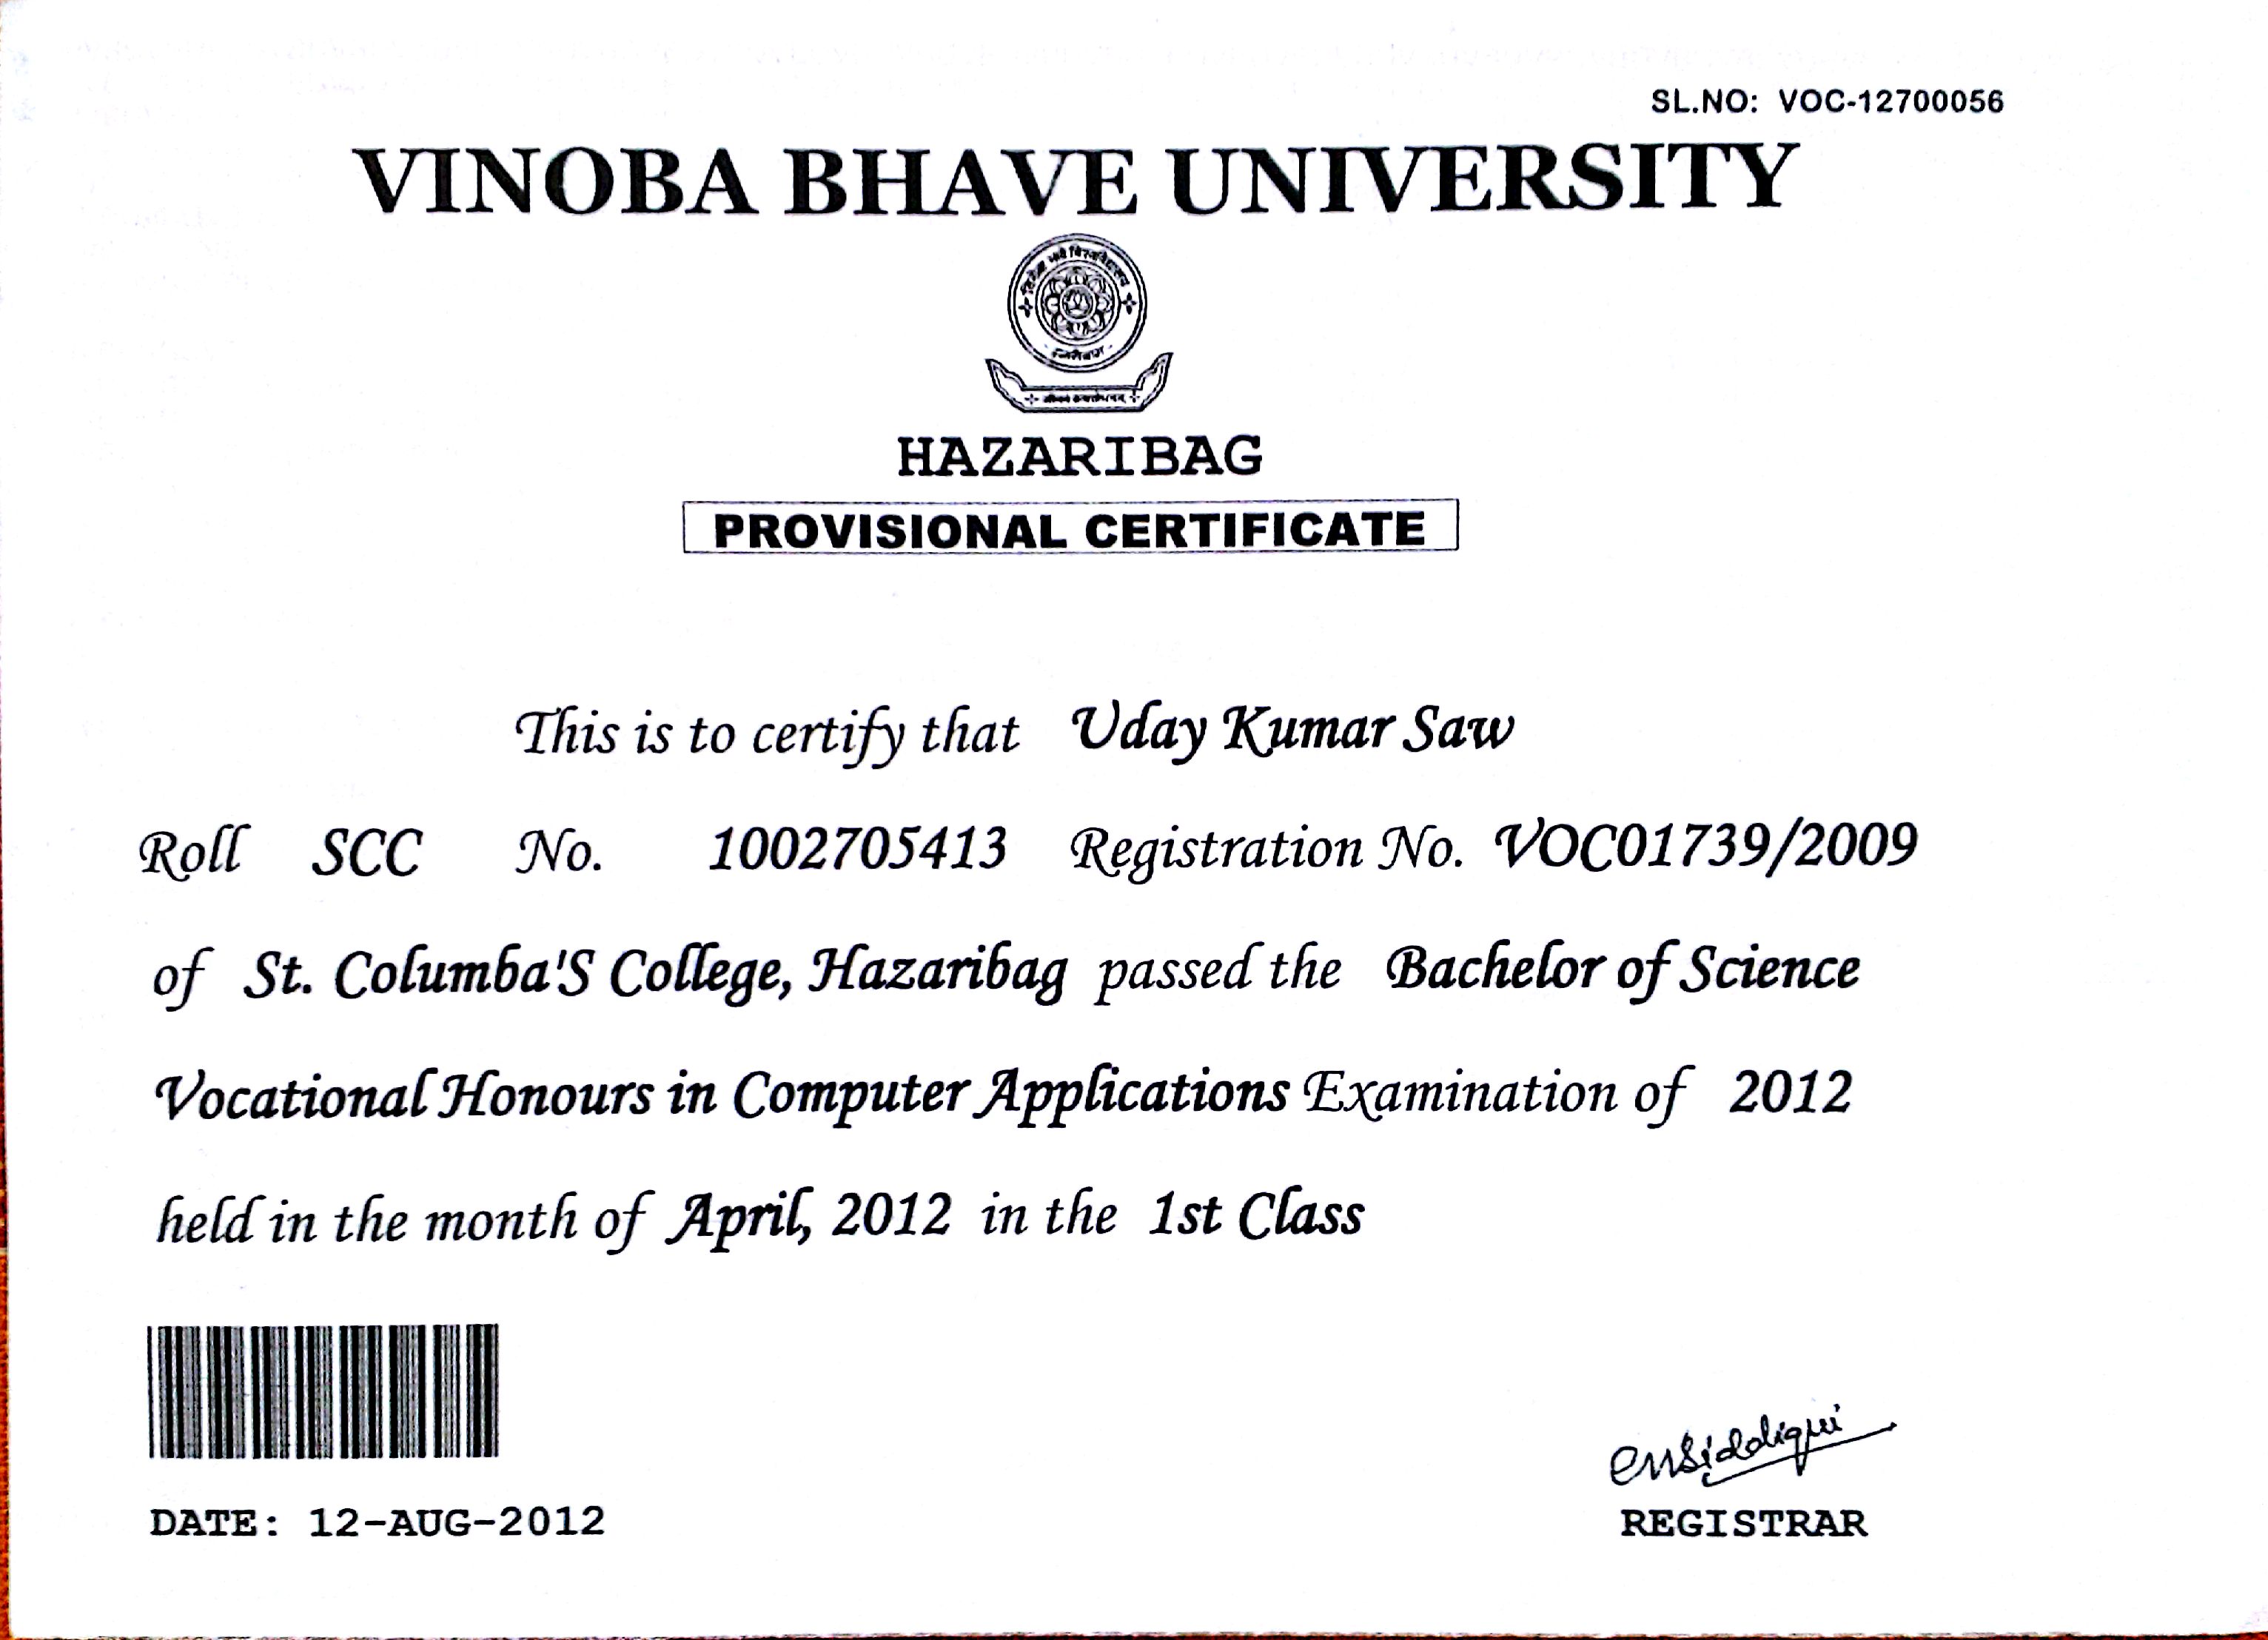 SL.NO: VOC-12700056
VINOBA BHAVE UNIVERSITY
विनोबा भावे विश्वविद्यालय
हजारीबाग
HAZARIBAG
PROVISIONAL CERTIFICATE
This is to certify that Uday Kumar Saw
Roll SCC No. 1002705413 Registration No. VOC01739/2009
of St. Columba'S College, Hazaribag passed the Bachelor of Science
Vocational Honours in Computer Applications Examination of 2012
held in the month of April, 2012 in the 1st Class
DATE: 12-AUG-2012
REGISTRAR